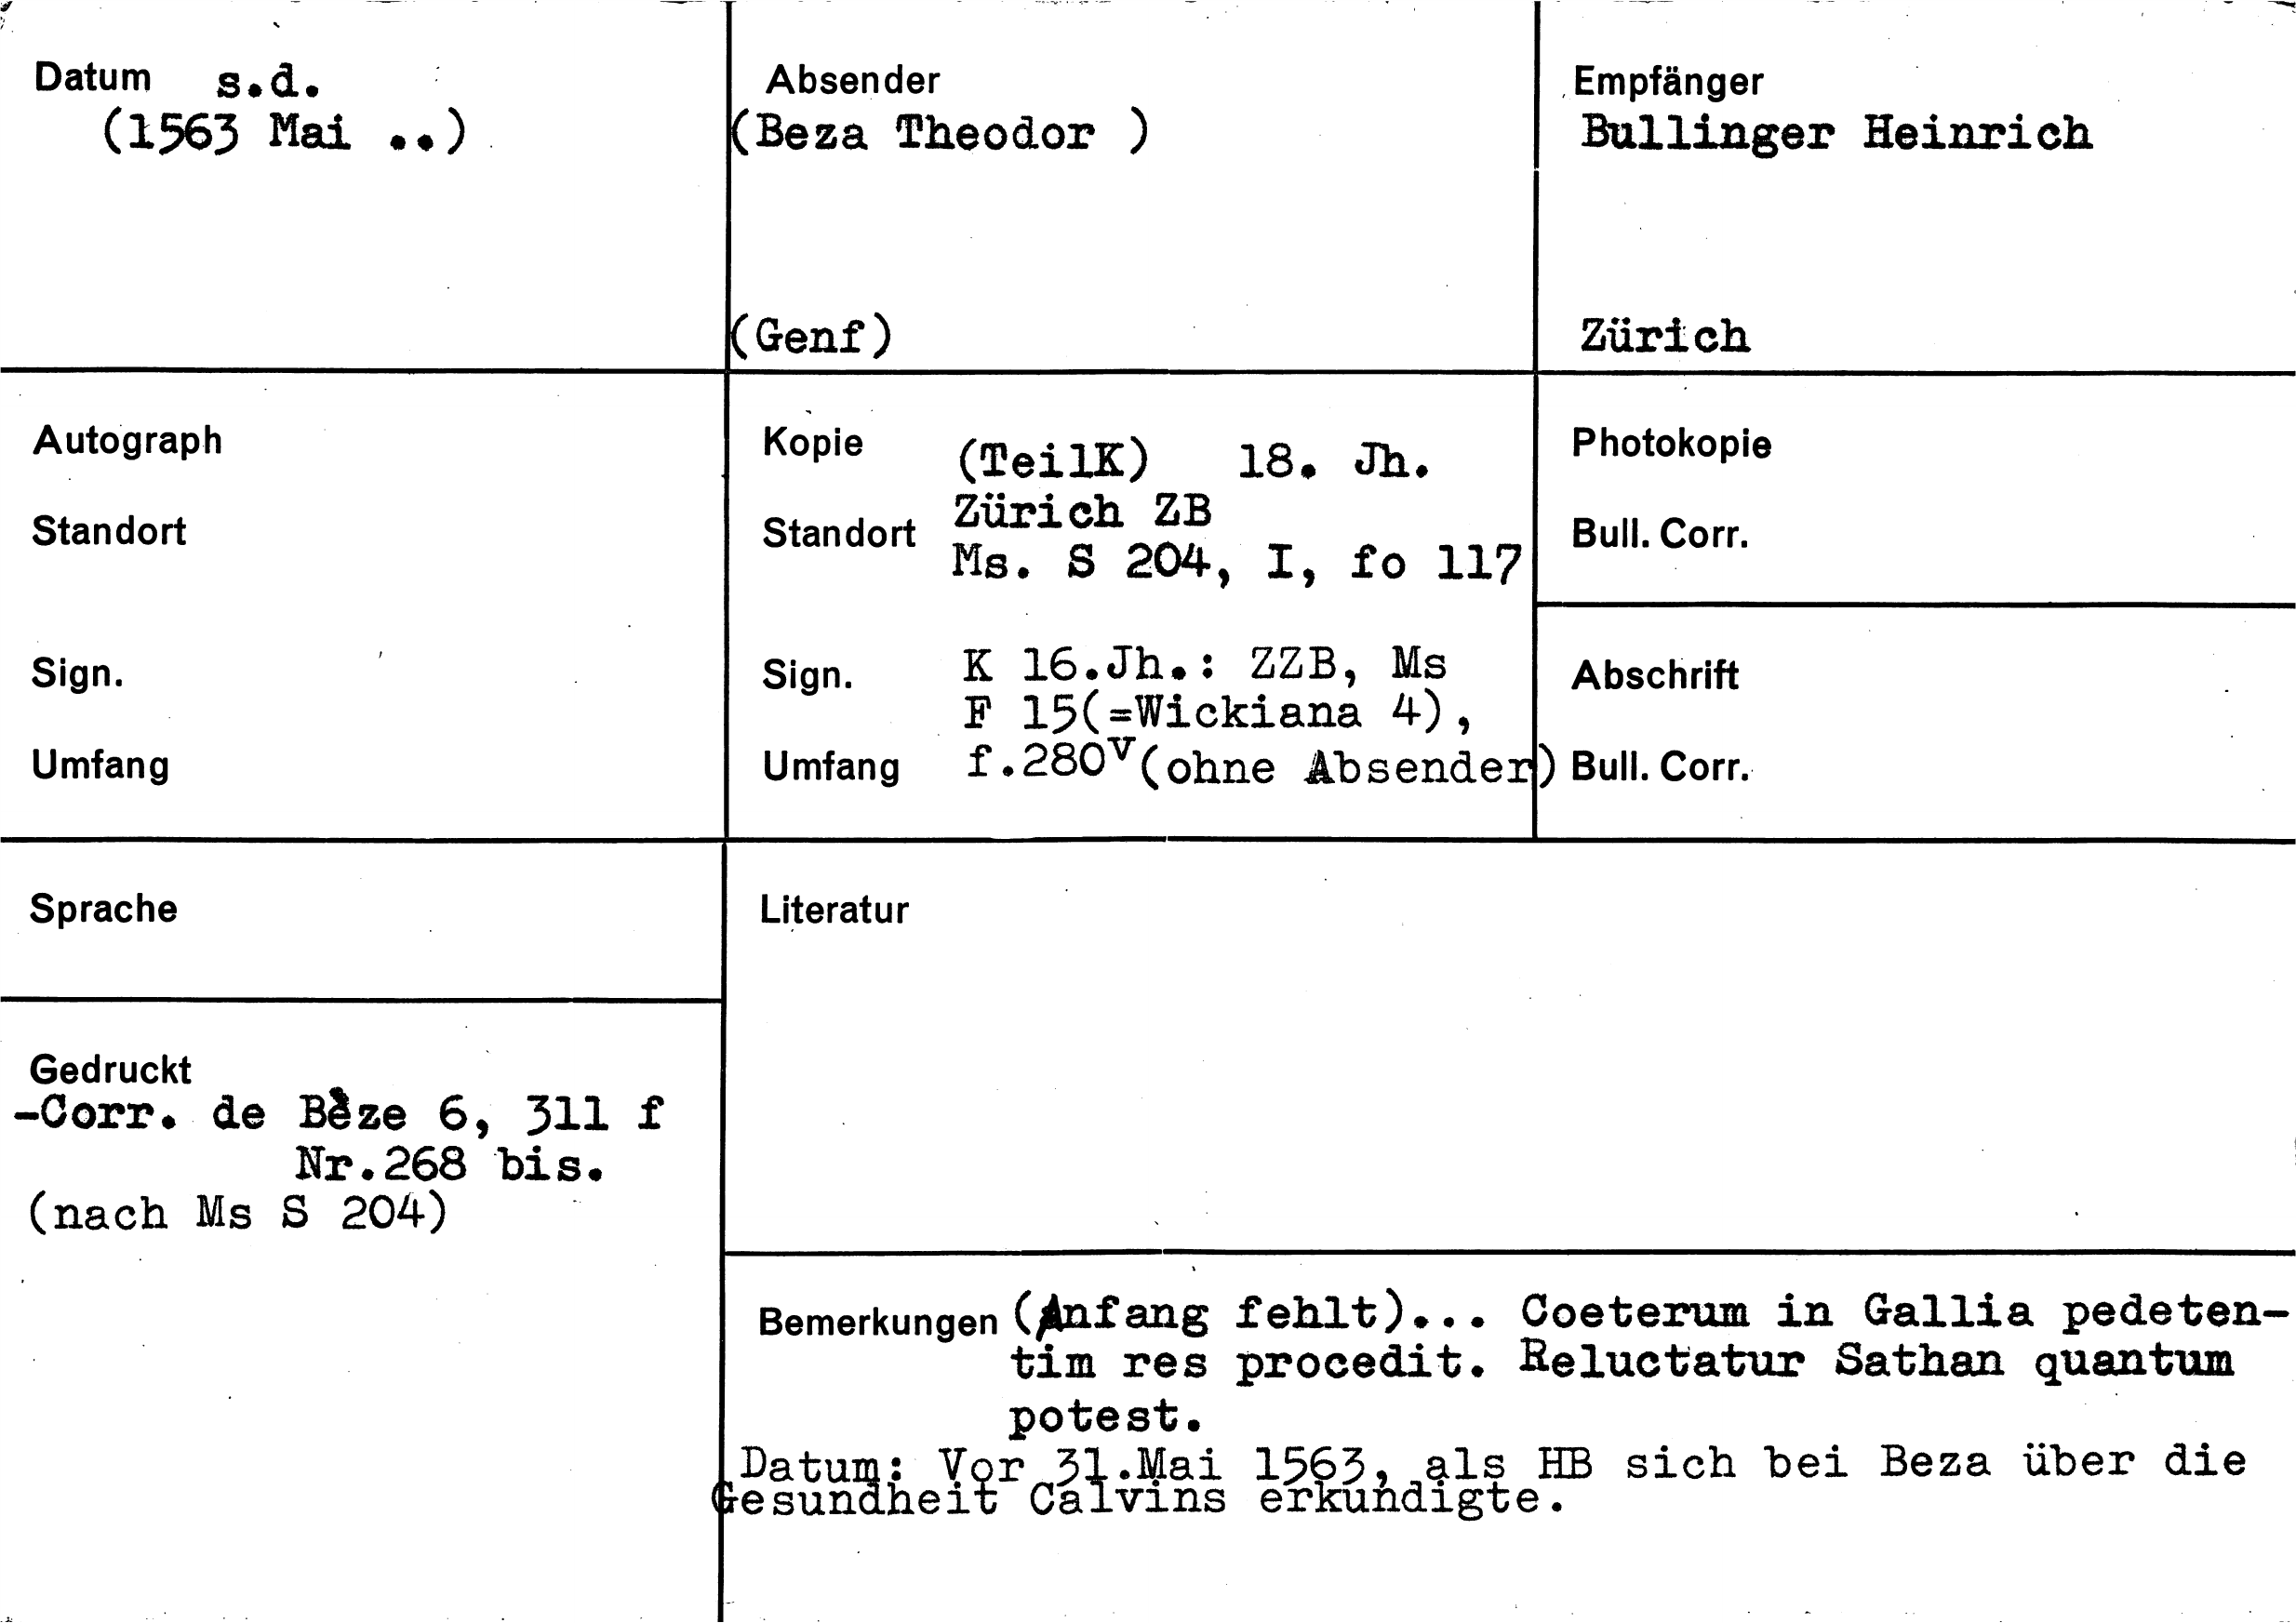 Datum s.d.
(1563 Mai ..)
Absender
(Beza Theodor )
(Genf)
Empfänger
Bullinger Heinrich
Zürich
Autograph
Standort
Sign.
Umfang
Kopie (TeilK) 18. Jh.
Zürich ZB
Standort
Ms. S 204, I, fo 117
Sign. K 16.Jh.: ZZB, Ms
F 15(=Wickiana 4),
Umfang f.280v(ohne Absender)
Photokopie
Bull. Corr.
Abschrift
Bull. Corr.
Sprache
Literatur
Gedruckt
-Corr. de Bèze 6, 311 f
Nr.268 bis.
(nach Ms S 204)
Bemerkungen (Anfang fehlt)... Coeterum in Gallia pedeten-
tim res procedit. Reluctatur Sathan quantum
potest.
Datum: Vor 31.Mai 1563, als HB sich bei Beza über die
Gesundheit Calvins erkundigte.